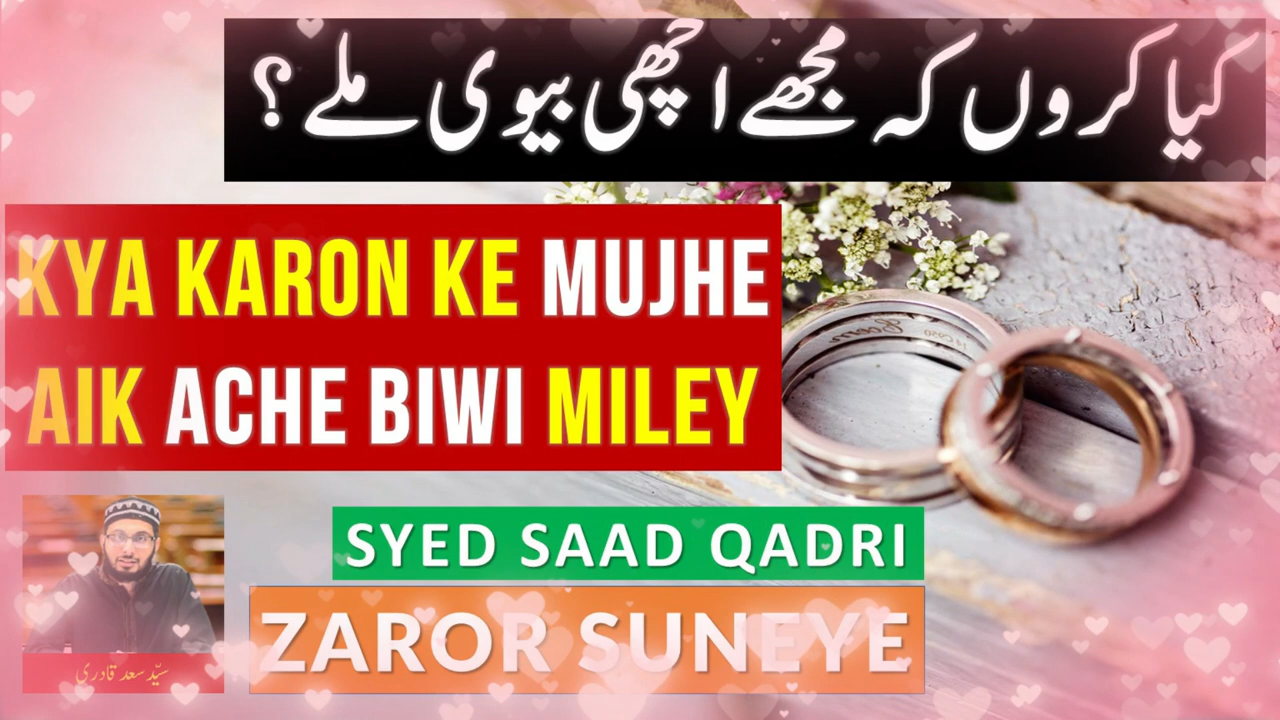 کیا کروں کہ مجھے اچھی بیوی ملے؟
KYA KARON KE MUJHE
AIK ACHE BIWI MILEY
SYED SAAD QADRI
ZAROR SUNEYE
سیّد سعد قادری